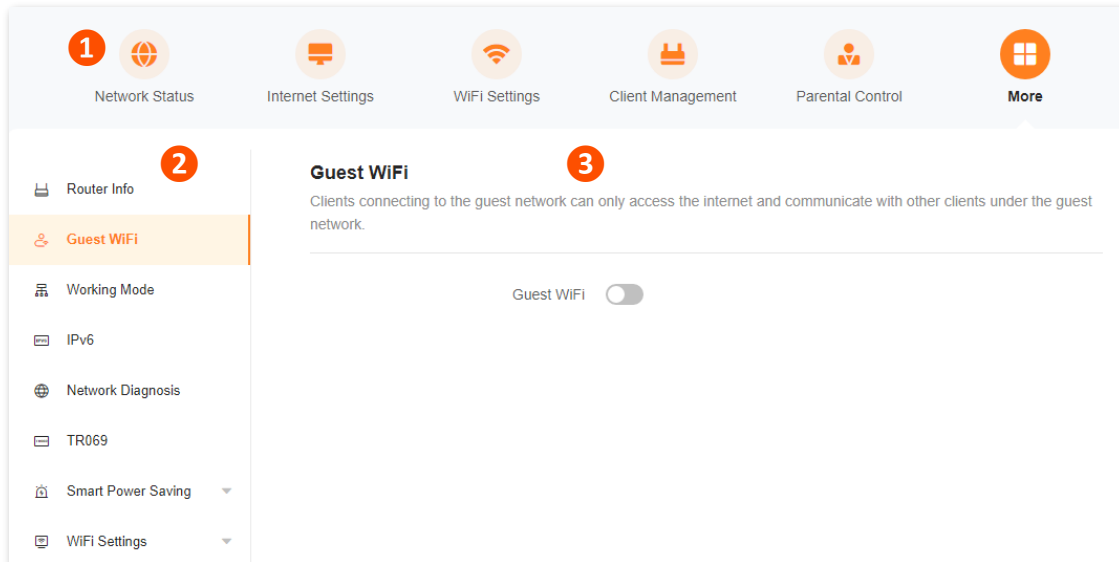 1
Network Status
Internet Settings
WiFi Settings
Client Management
Parental Control
More
2
Router Info
Guest WiFi
Working Mode
IPv6
Network Diagnosis
TR069
Smart Power Saving
WiFi Settings
3
Guest WiFi
Clients connecting to the guest network can only access the internet and communicate with other clients under the guest
network.
Guest WiFi